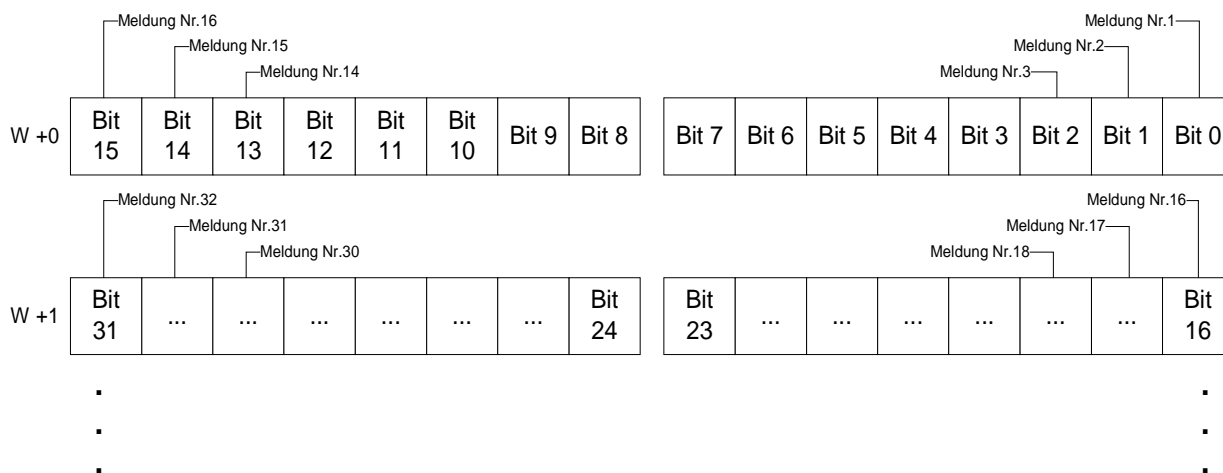 Meldung Nr.16 Meldung Nr.1
Meldung Nr.15 Meldung Nr.2
Meldung Nr.14 Meldung Nr.3
W +0 Bit 15 Bit 14 Bit 13 Bit 12 Bit 11 Bit 10 Bit 9 Bit 8 Bit 7 Bit 6 Bit 5 Bit 4 Bit 3 Bit 2 Bit 1 Bit 0
Meldung Nr.32 Meldung Nr.16
Meldung Nr.31 Meldung Nr.17
Meldung Nr.30 Meldung Nr.18
W +1 Bit 31 ... ... ... ... ... ... Bit 24 Bit 23 ... ... ... ... ... ... Bit 16
. .
. .
. .